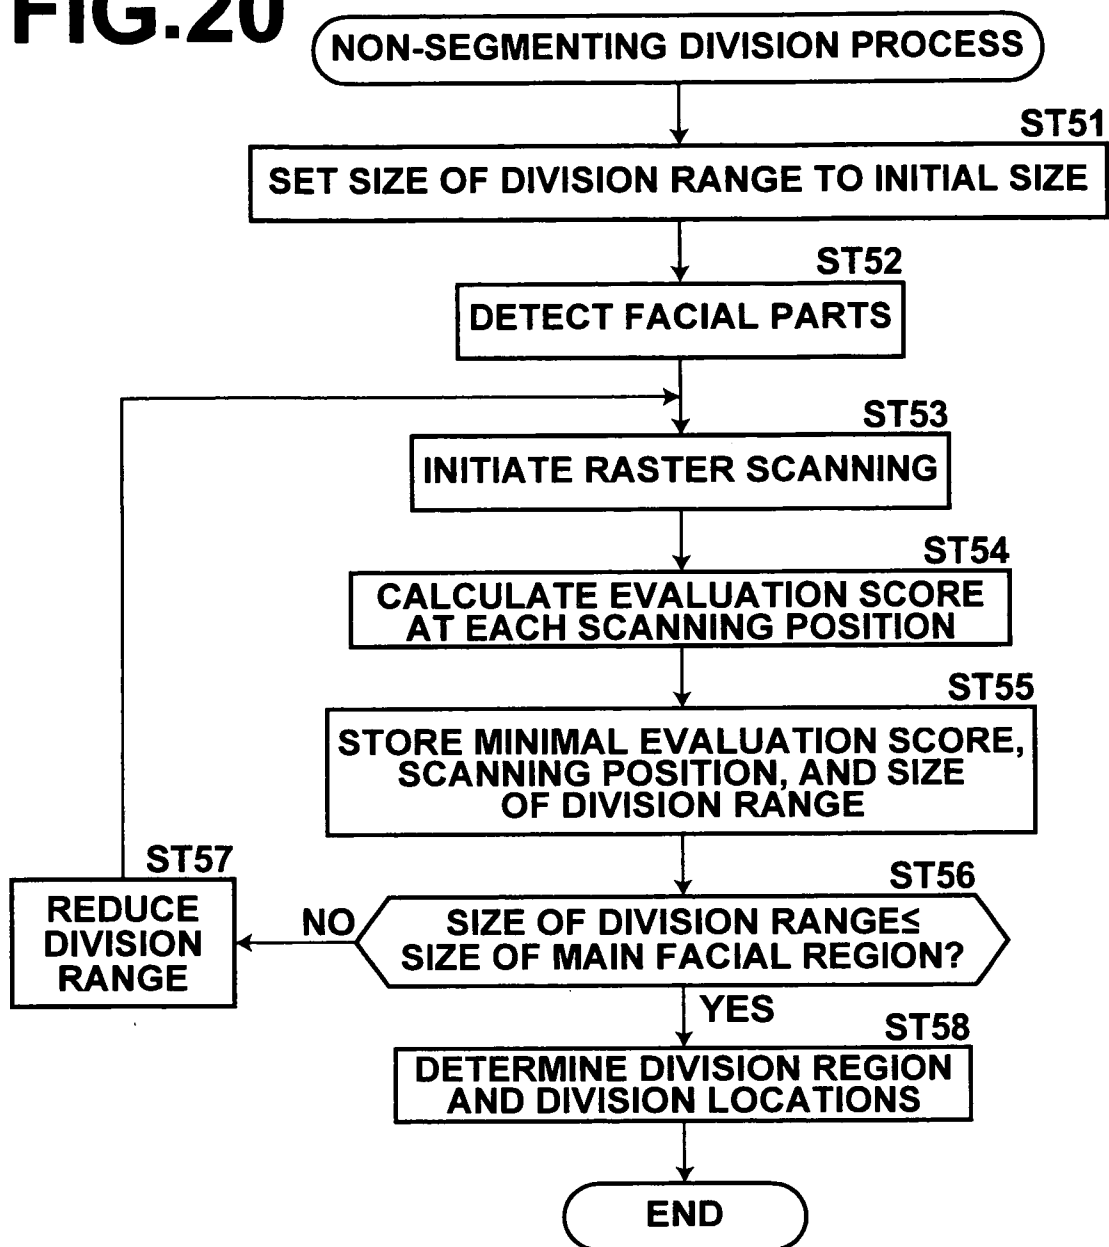 FIG.20
NON-SEGMENTING DIVISION PROCESS
ST51
SET SIZE OF DIVISION RANGE TO INITIAL SIZE
ST52
DETECT FACIAL PARTS
ST53
INITIATE RASTER SCANNING
ST54
CALCULATE EVALUATION SCORE
AT EACH SCANNING POSITION
ST55
STORE MINIMAL EVALUATION SCORE,
SCANNING POSITION, AND SIZE
OF DIVISION RANGE
ST56
SIZE OF DIVISION RANGE≤
SIZE OF MAIN FACIAL REGION?
NO
ST57
REDUCE
DIVISION
RANGE
YES
ST58
DETERMINE DIVISION REGION
AND DIVISION LOCATIONS
END